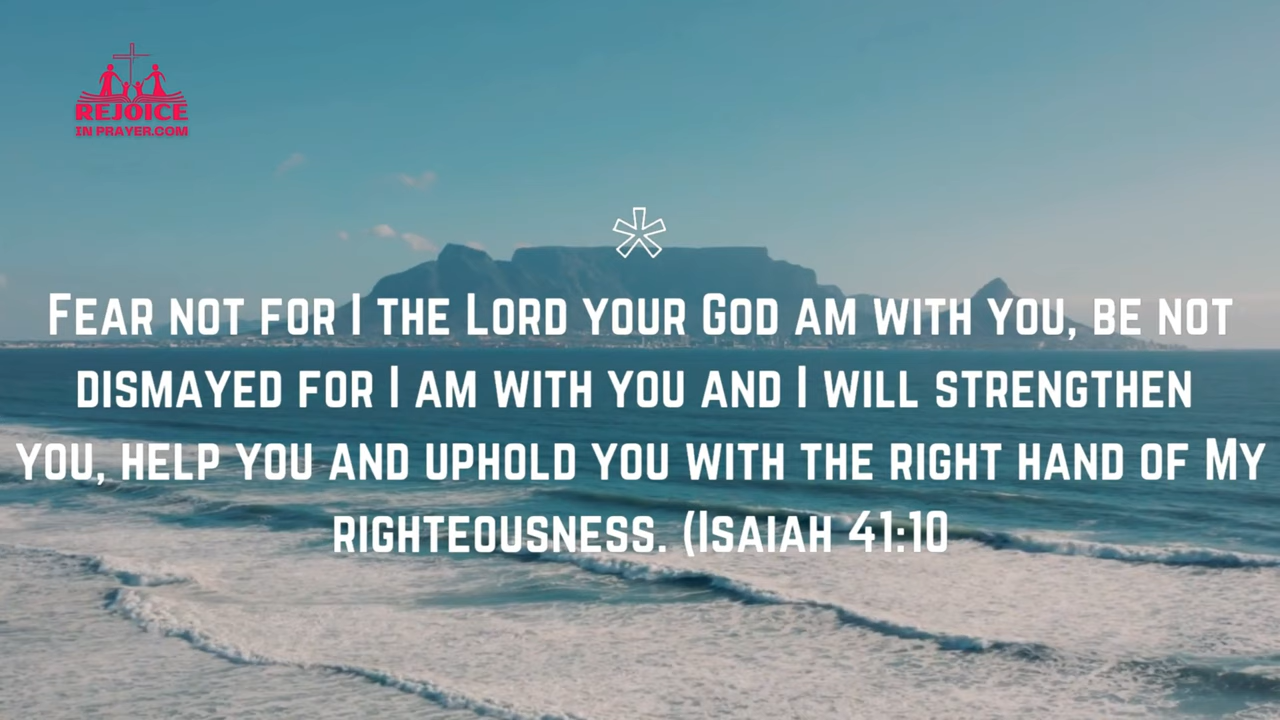 REJOICE
IN PRAYER.COM
Fear not for I the Lord your God am with you, be not
dismayed for I am with you and I will strengthen
you, help you and uphold you with the right hand of My
righteousness. (Isaiah 41:10